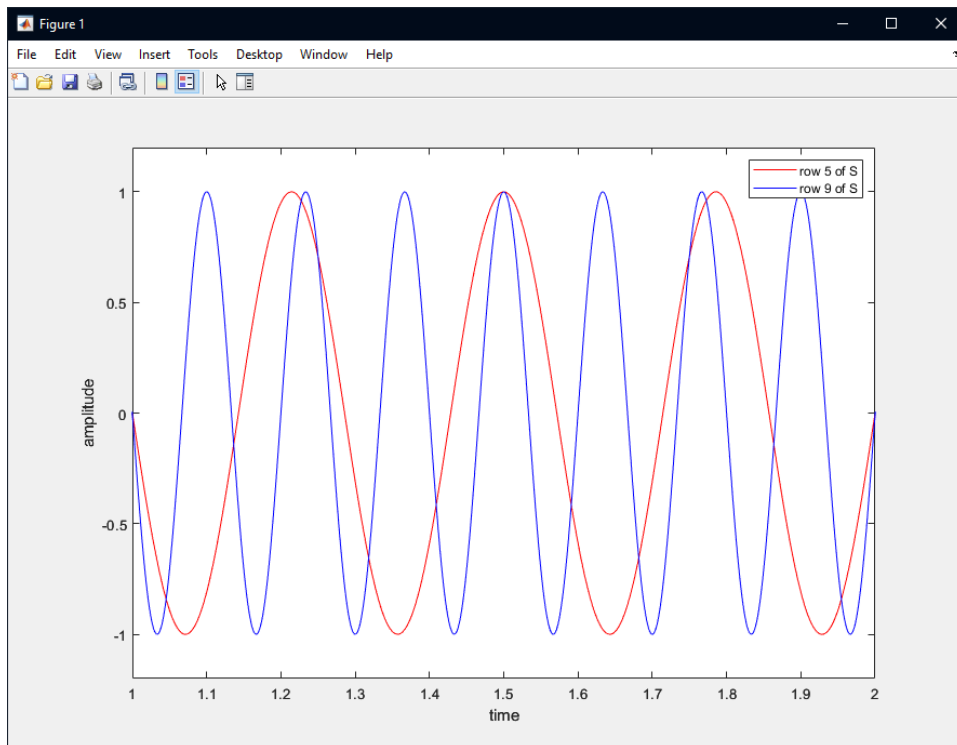 Figure 1
File Edit View Insert Tools Desktop Window Help
row 5 of S
row 9 of S
1
0.5
0
-0.5
-1
amplitude
1 1.1 1.2 1.3 1.4 1.5 1.6 1.7 1.8 1.9 2
time